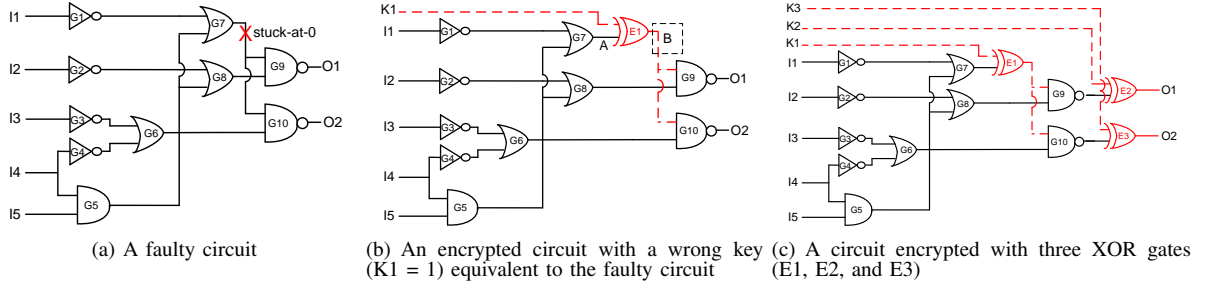 I1
G1
G7
stuck-at-0
I2
G2
G8
G9
O1
I3
G3
G6
G10
O2
G4
I4
G5
I5
(a) A faulty circuit
K1
I1
G1
G7
A
E1
B
I2
G2
G8
G9
O1
I3
G3
G6
G10
O2
G4
I4
G5
I5
(b) An encrypted circuit with a wrong key
(K1 = 1) equivalent to the faulty circuit
K3
K2
K1
I1
G1
G7
E1
I2
G2
G8
G9
E2
O1
I3
G3
G6
G10
E3
O2
G4
I4
G5
I5
(c) A circuit encrypted with three XOR gates
(E1, E2, and E3)